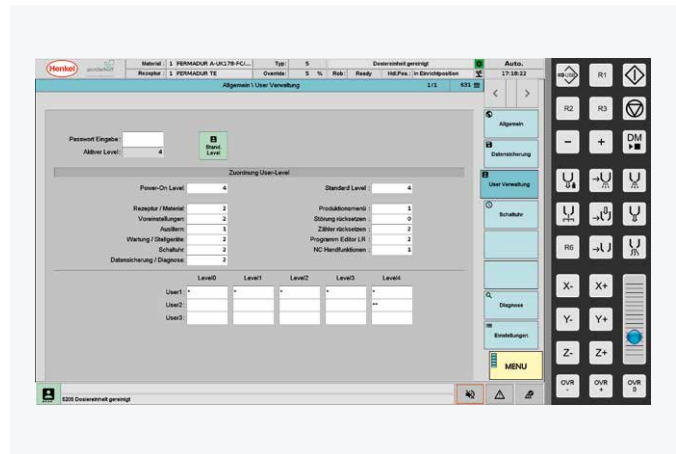 Henkel
Material : 1 PERMADUR A-UK178-FC/... Typ: 5 Dosiereinheit gereinigt Auto.
Rezeptur : 1 PERMADUR TE Override: 5 % Rob: Ready Hdl.Pos.: in Einrichtposition 17:18:22
Allgemein \ User Verwaltung 1/1 631
< >
Passwort Eingabe :
Aktiver Level: 4
Stand.
Level
Zuordnung User-Level
Power-On Level: 4 Standard Level : 4
Rezeptur / Material: 2 Produktionsmenü : 1
Voreinstellungen: 2 Störung rücksetzen : 0
Auslitern: 1 Zähler rücksetzen : 2
Wartung / Stellgeräte: 2 Programm Editor LR : 2
Schaltuhr: 2 NC Handfunktionen : 1
Datensicherung / Diagnose: 2
Level0 Level1 Level2 Level3 Level4
User1: * * * * *
User2: **
User3:
Allgemein
Datensicherung
User Verwaltung
Schaltuhr
Diagnose
Einstellungen
MENU
5205 Dosiereinheit gereinigt
R1
R2 R3
- + DM
R6
X- X+
Y- Y+
Z- Z+
OVR - OVR + OVR 0